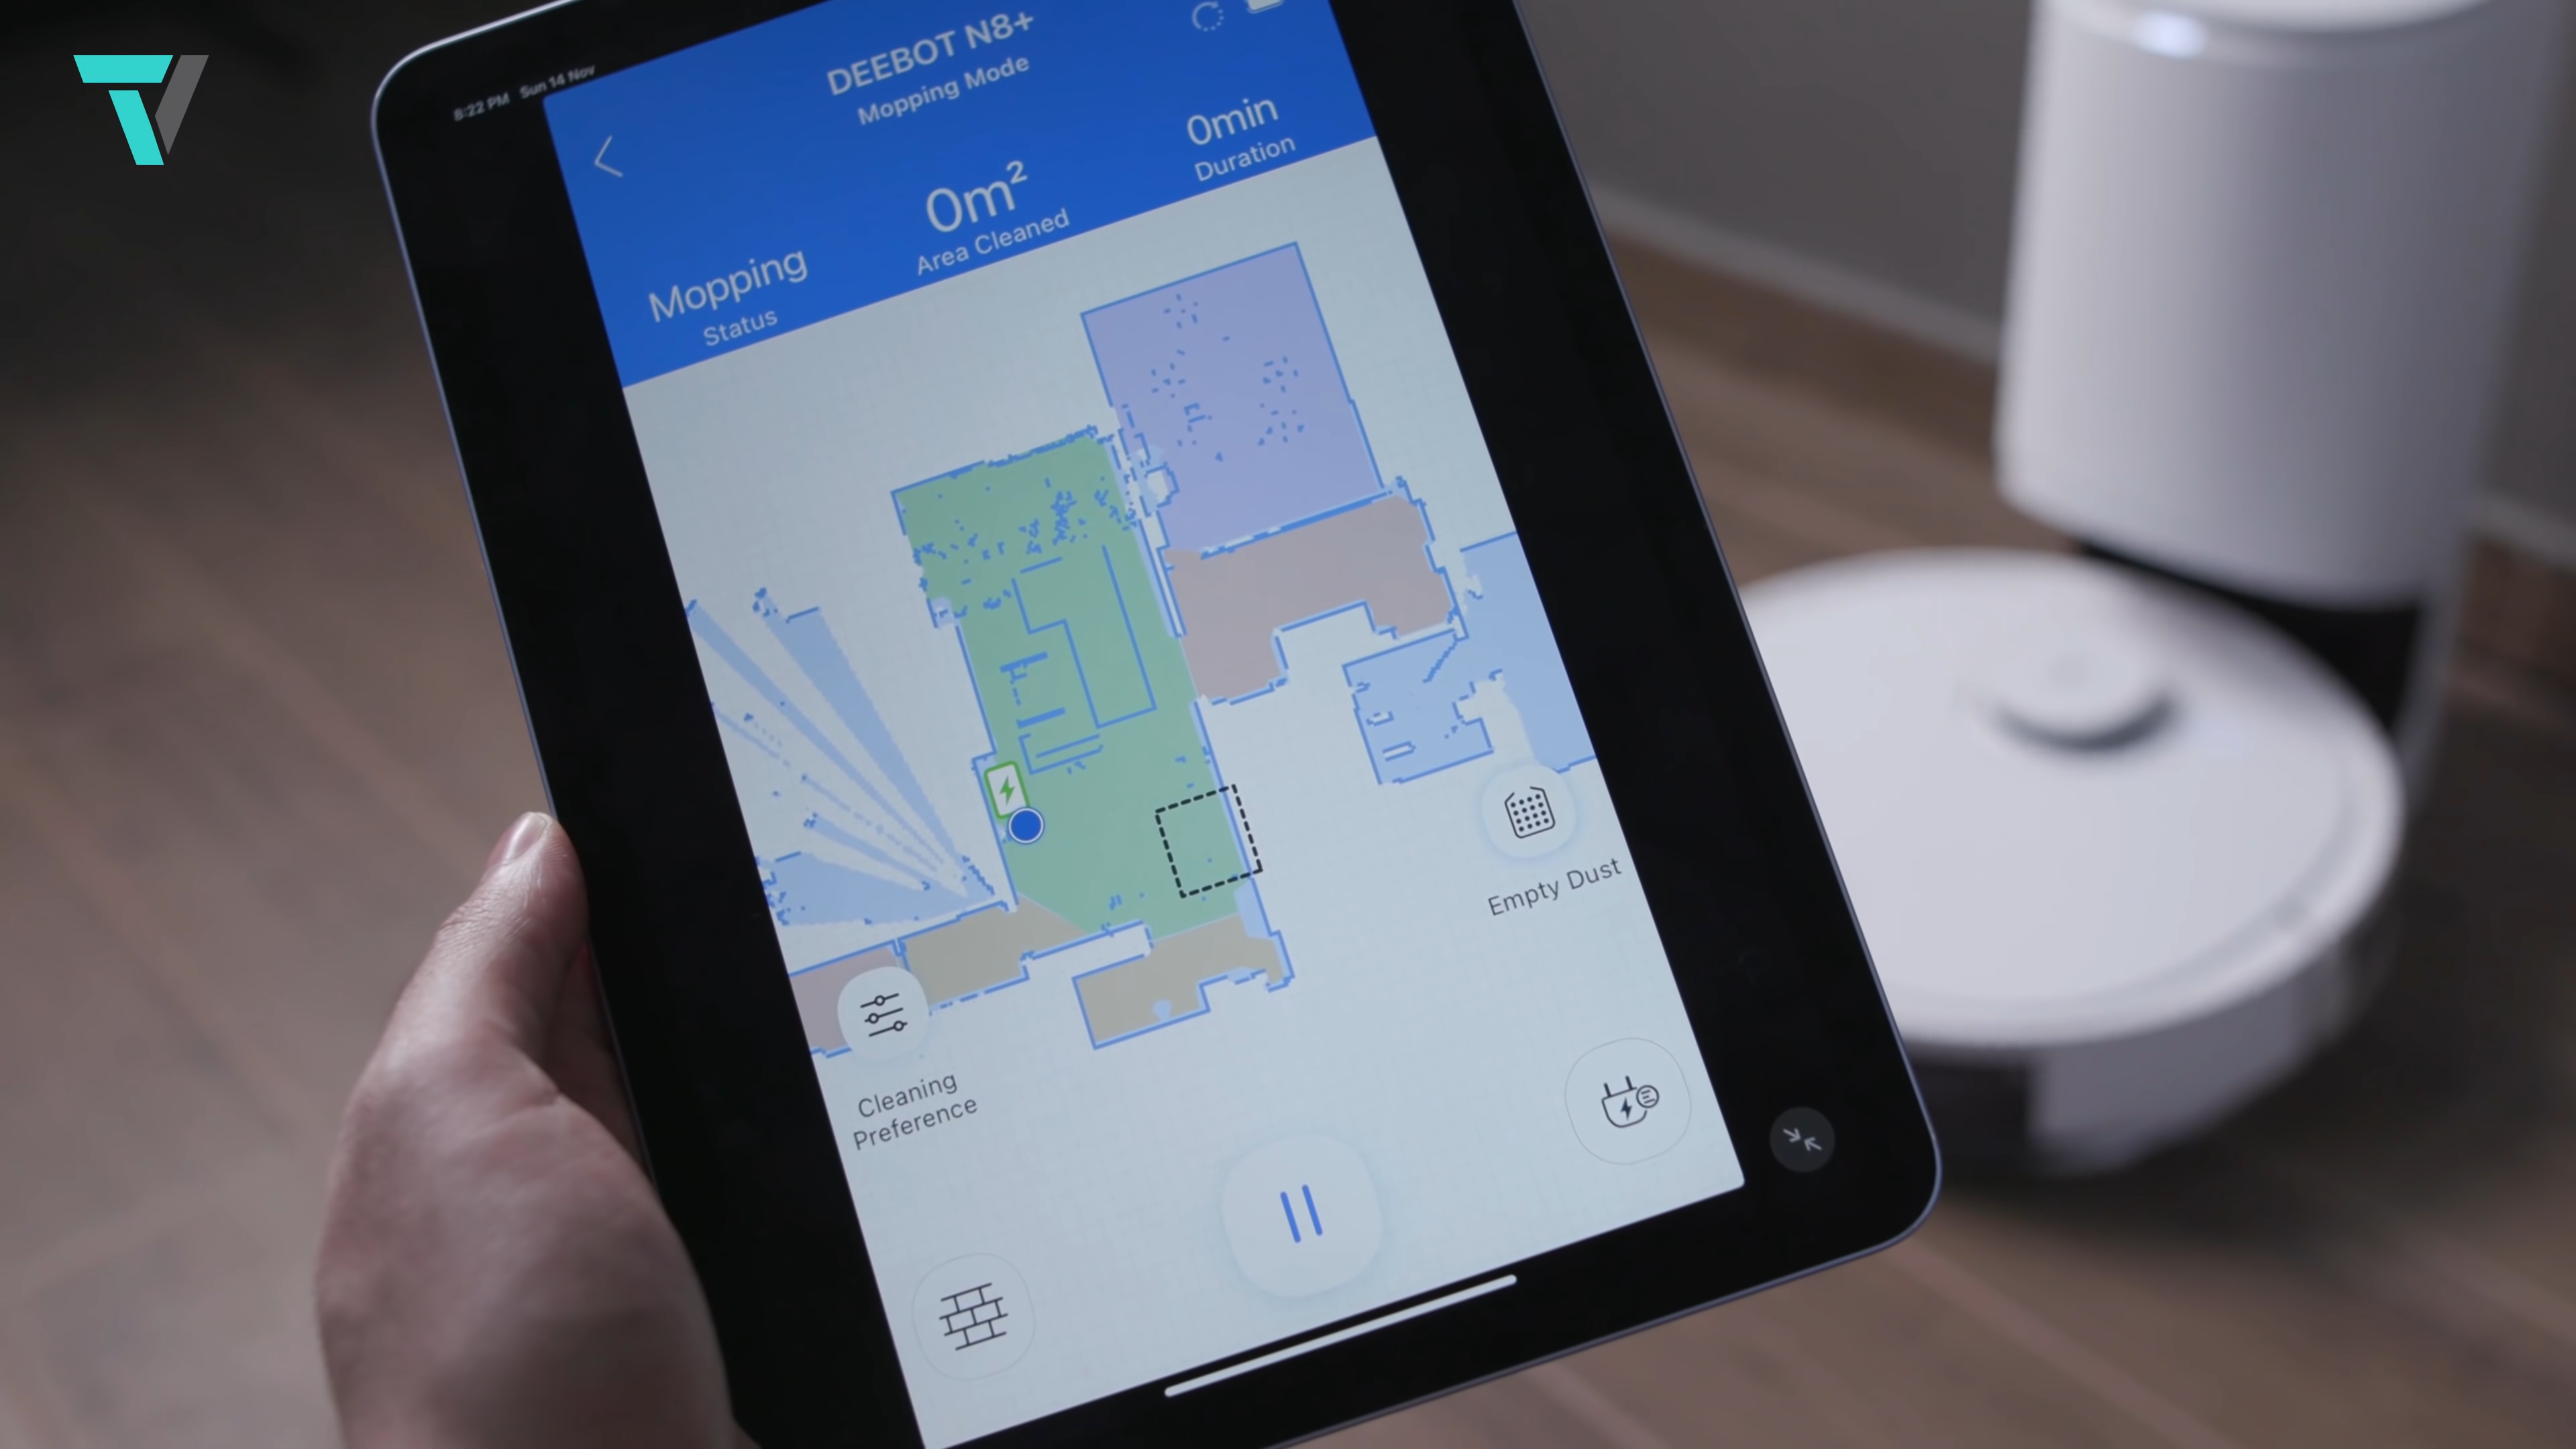 8:22 PM Sun 14 Nov
DEEBOT N8+
Mopping Mode
Mopping
Status
0m²
Area Cleaned
0min
Duration
Empty Dust
Cleaning
Preference